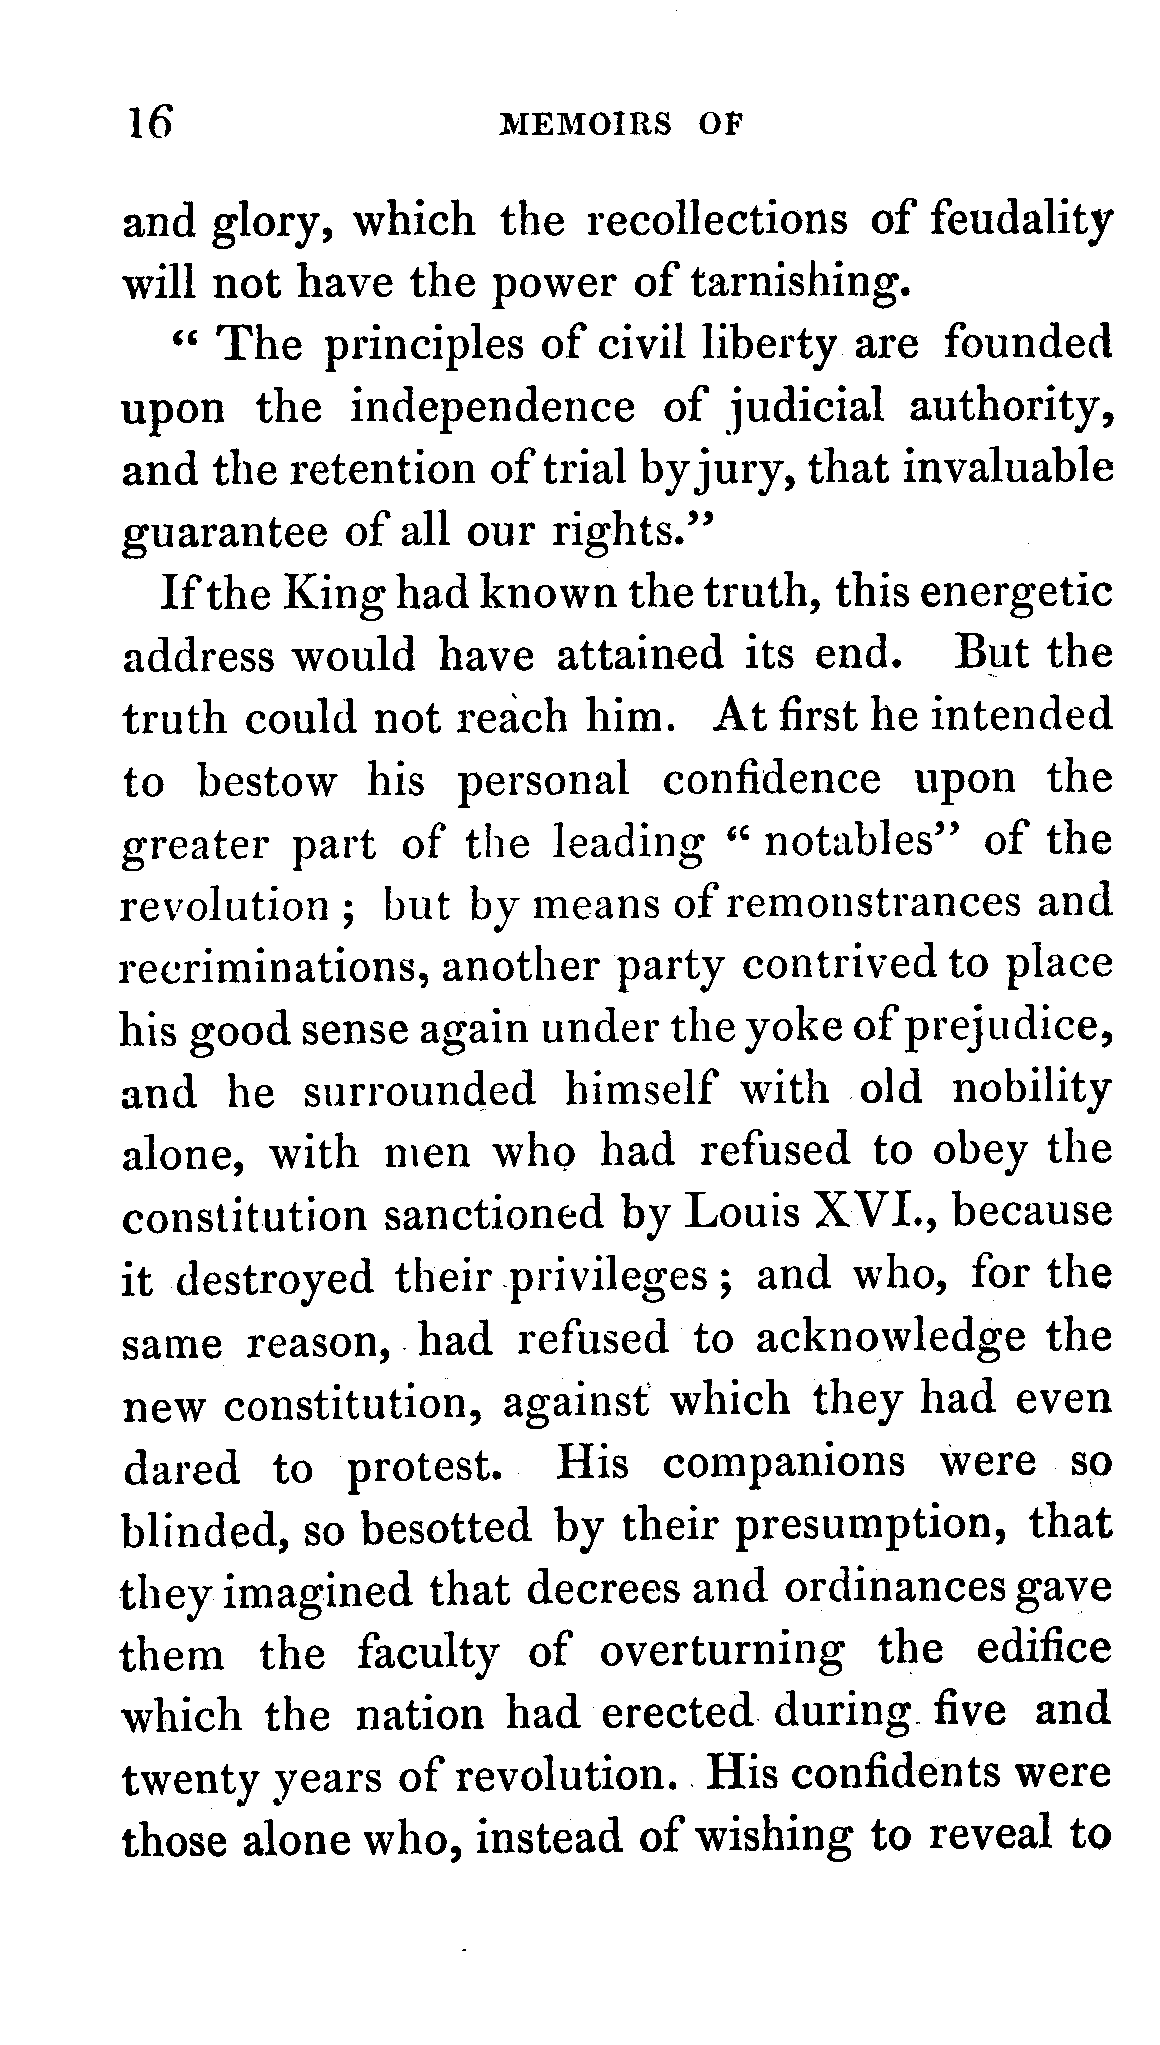 16 MEMOIRS OF
and glory, which the recollections of feudality
will not have the power of tarnishing.
“ The principles of civil liberty are founded
upon the independence of judicial authority,
and the retention of trial by jury, that invaluable
guarantee of all our rights.”
If the King had known the truth, this energetic
address would have attained its end. But the
truth could not reach him. At first he intended
to bestow his personal confidence upon the
greater part of the leading “ notables” of the
revolution ; but by means of remonstrances and
recriminations, another party contrived to place
his good sense again under the yoke of prejudice,
and he surrounded himself with old nobility
alone, with men who had refused to obey the
constitution sanctioned by Louis XVI., because
it destroyed their privileges ; and who, for the
same reason, had refused to acknowledge the
new constitution, against which they had even
dared to protest. His companions were so
blinded, so besotted by their presumption, that
they imagined that decrees and ordinances gave
them the faculty of overturning the edifice
which the nation had erected during five and
twenty years of revolution. His confidents were
those alone who, instead of wishing to reveal to